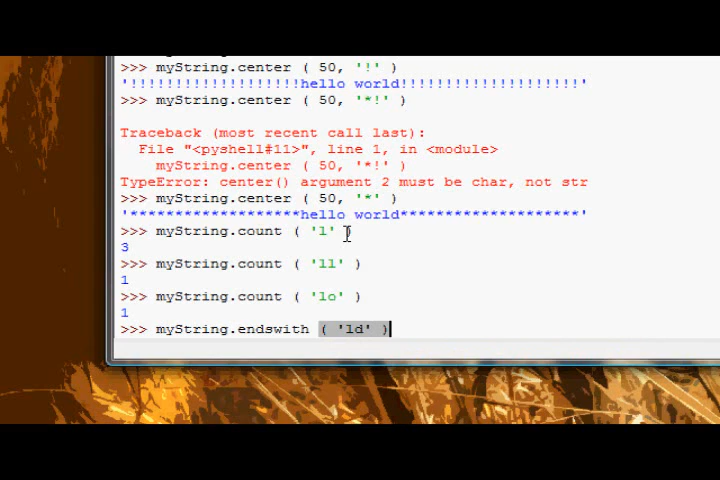 >>> myString.center ( 50, '!' )
'!!!!!!!!!!!!!!!!!!!hello world!!!!!!!!!!!!!!!!!!!!'
>>> myString.center ( 50, '*!' )
Traceback (most recent call last):
  File "<pyshell#11>", line 1, in <module>
    myString.center ( 50, '*!' )
TypeError: center() argument 2 must be char, not str
>>> myString.center ( 50, '*' )
'*******************hello world********************'
>>> myString.count ( 'l' )
3
>>> myString.count ( 'll' )
1
>>> myString.count ( 'lo' )
1
>>> myString.endswith ( 'ld' )